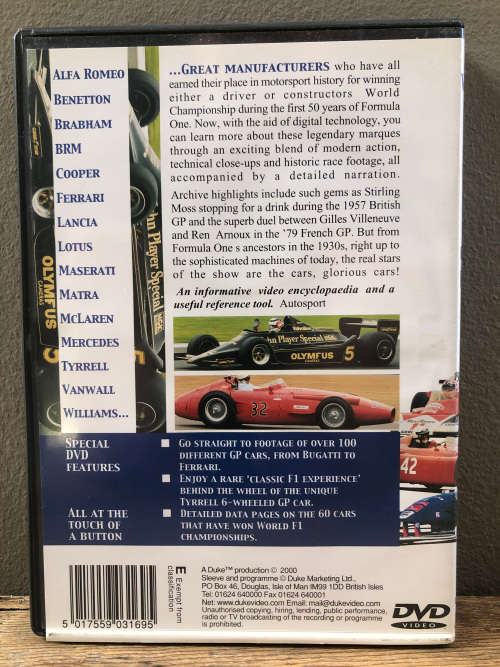 ALFA ROMEO
BENETTON
BRABHAM
BRM
COOPER
FERRARI
LANCIA
LOTUS
MASERATI
MATRA
MCLAREN
MERCEDES
TYRRELL
VANWALL
WILLIAMS...
...GREAT MANUFACTURERS who have all
earned their place in motorsport history for winning
either a driver or constructors World
Championship during the first 50 years of Formula
One. Now, with the aid of digital technology, you
can learn more about these legendary marques
through an exciting blend of modern action,
technical close-ups and historic race footage, all
accompanied by a detailed narration.
Archive highlights include such gems as Stirling
Moss stopping for a drink during the 1957 British
GP and the superb duel between Gilles Villeneuve
and Ren Arnoux in the '79 French GP. But from
Formula One s ancestors in the 1930s, right up to
the sophisticated machines of today, the real stars
of the show are the cars, glorious cars!
An informative video encyclopaedia and a
useful reference tool. Autosport
John Player Special
OLYMPUS
CAMERAS
5
hn Player Special
OLYMPUS
5
32
42
SPECIAL
DVD
FEATURES
ALL AT THE
TOUCH OF
A BUTTON
GO STRAIGHT TO FOOTAGE OF OVER 100
DIFFERENT GP CARS, FROM BUGATTI TO
FERRARI.
ENJOY A RARE 'CLASSIC F1 EXPERIENCE'
BEHIND THE WHEEL OF THE UNIQUE
TYRRELL 6-WHEELED GP CAR.
DETAILED DATA PAGES ON THE 60 CARS
THAT HAVE WON WORLD F1
CHAMPIONSHIPS.
5 017559 031695
E Exempt from
classification
A Duke™ production © 2000
Sleeve and programme © Duke Marketing Ltd.,
PO Box 46, Douglas, Isle of Man IM99 1DD British Isles
Tel: 01624 640000 Fax 01624 640001
Net: www.dukevideo.com Email: mail@dukevideo.com
Unauthorised copying, hiring, lending, public performance,
radio or TV broadcasting of the recording or programme
is prohibited.
DVD
VIDEO